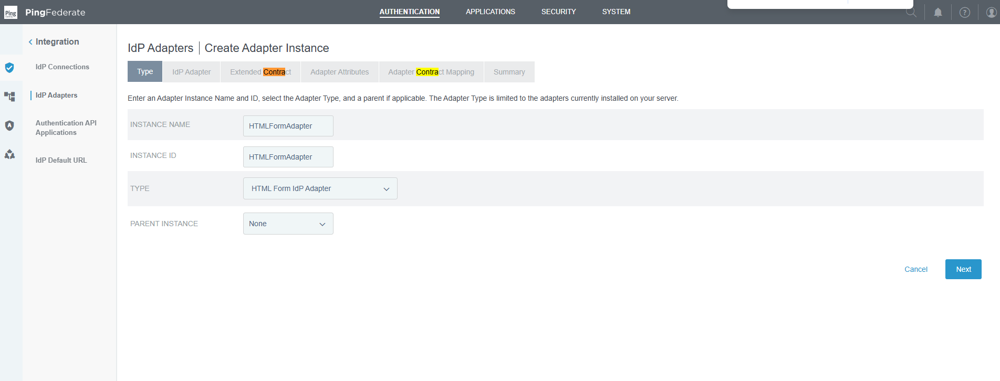 Ping
PingFederate
AUTHENTICATION APPLICATIONS SECURITY SYSTEM
?
Integration
IdP Connections
IdP Adapters
Authentication API
Applications
IdP Default URL
IdP Adapters | Create Adapter Instance
Type IdP Adapter Extended Contract Adapter Attributes Adapter Contract Mapping Summary
Enter an Adapter Instance Name and ID, select the Adapter Type, and a parent if applicable. The Adapter Type is limited to the adapters currently installed on your server.
INSTANCE NAME HTMLFormAdapter
INSTANCE ID HTMLFormAdapter
TYPE HTML Form IdP Adapter
PARENT INSTANCE None
Cancel Next